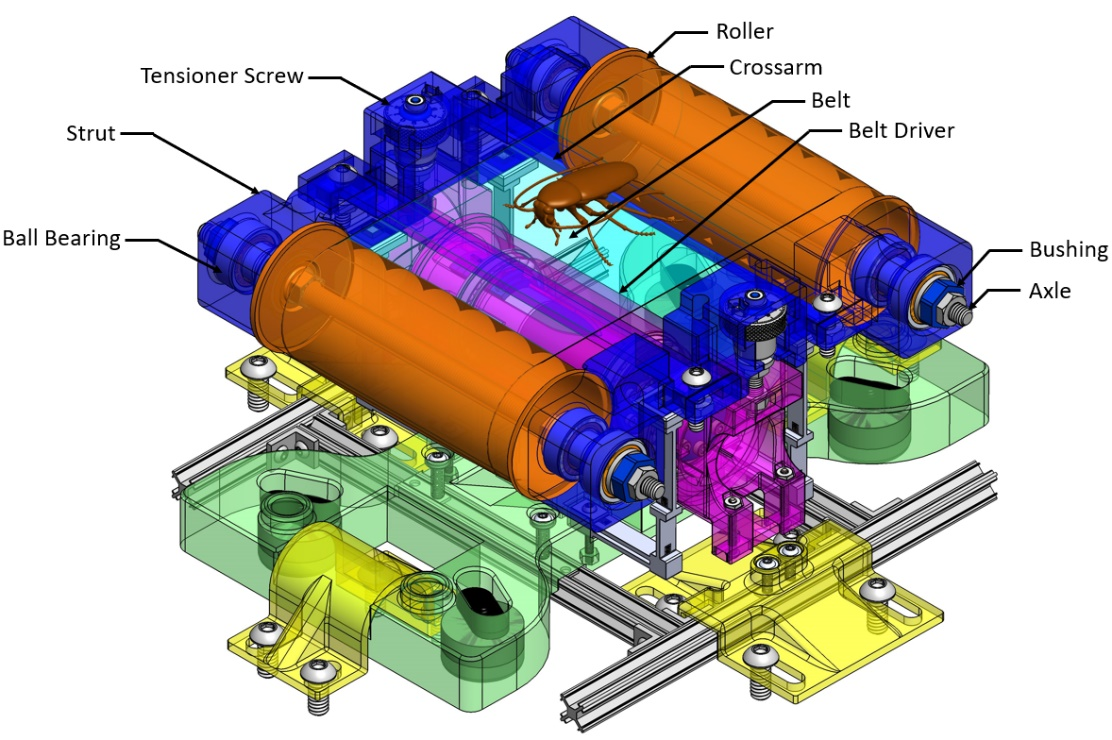 Roller
Crossarm
Tensioner Screw
Belt
Strut
Belt Driver
Ball Bearing
Bushing
Axle